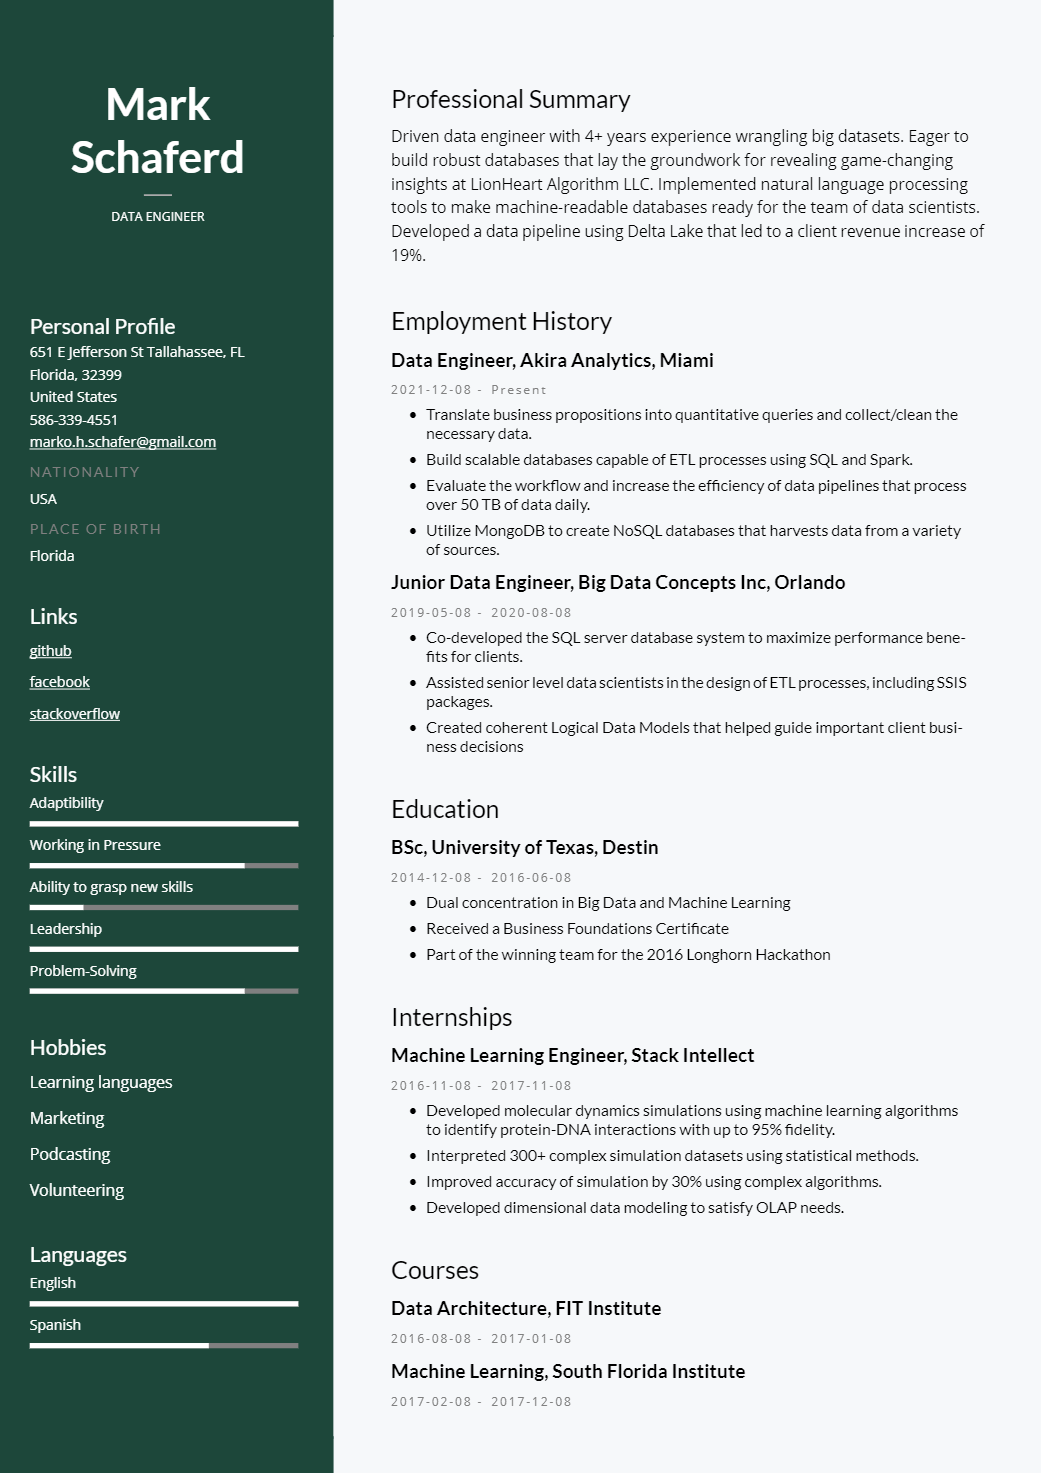 Mark
Schaferd
DATA ENGINEER
Personal Profile
651 E Jefferson St Tallahassee, FL
Florida, 32399
United States
586-339-4551
marko.h.schafer@gmail.com
NATIONALITY
USA
PLACE OF BIRTH
Florida
Links
github
facebook
stackoverflow
Skills
Adaptibility
Working in Pressure
Ability to grasp new skills
Leadership
Problem-Solving
Hobbies
Learning languages
Marketing
Podcasting
Volunteering
Languages
English
Spanish
Professional Summary
Driven data engineer with 4+ years experience wrangling big datasets. Eager to
build robust databases that lay the groundwork for revealing game-changing
insights at LionHeart Algorithm LLC. Implemented natural language processing
tools to make machine-readable databases ready for the team of data scientists.
Developed a data pipeline using Delta Lake that led to a client revenue increase of
19%.
Employment History
Data Engineer, Akira Analytics, Miami
2021-12-08 - Present
• Translate business propositions into quantitative queries and collect/clean the
necessary data.
• Build scalable databases capable of ETL processes using SQL and Spark.
• Evaluate the workflow and increase the efficiency of data pipelines that process
over 50 TB of data daily.
• Utilize MongoDB to create NoSQL databases that harvests data from a variety
of sources.
Junior Data Engineer, Big Data Concepts Inc, Orlando
2019-05-08 - 2020-08-08
• Co-developed the SQL server database system to maximize performance bene-
fits for clients.
• Assisted senior level data scientists in the design of ETL processes, including SSIS
packages.
• Created coherent Logical Data Models that helped guide important client busi-
ness decisions
Education
BSc, University of Texas, Destin
2014-12-08 - 2016-06-08
• Dual concentration in Big Data and Machine Learning
• Received a Business Foundations Certificate
• Part of the winning team for the 2016 Longhorn Hackathon
Internships
Machine Learning Engineer, Stack Intellect
2016-11-08 - 2017-11-08
• Developed molecular dynamics simulations using machine learning algorithms
to identify protein-DNA interactions with up to 95% fidelity.
• Interpreted 300+ complex simulation datasets using statistical methods.
• Improved accuracy of simulation by 30% using complex algorithms.
• Developed dimensional data modeling to satisfy OLAP needs.
Courses
Data Architecture, FIT Institute
2016-08-08 - 2017-01-08
Machine Learning, South Florida Institute
2017-02-08 - 2017-12-08